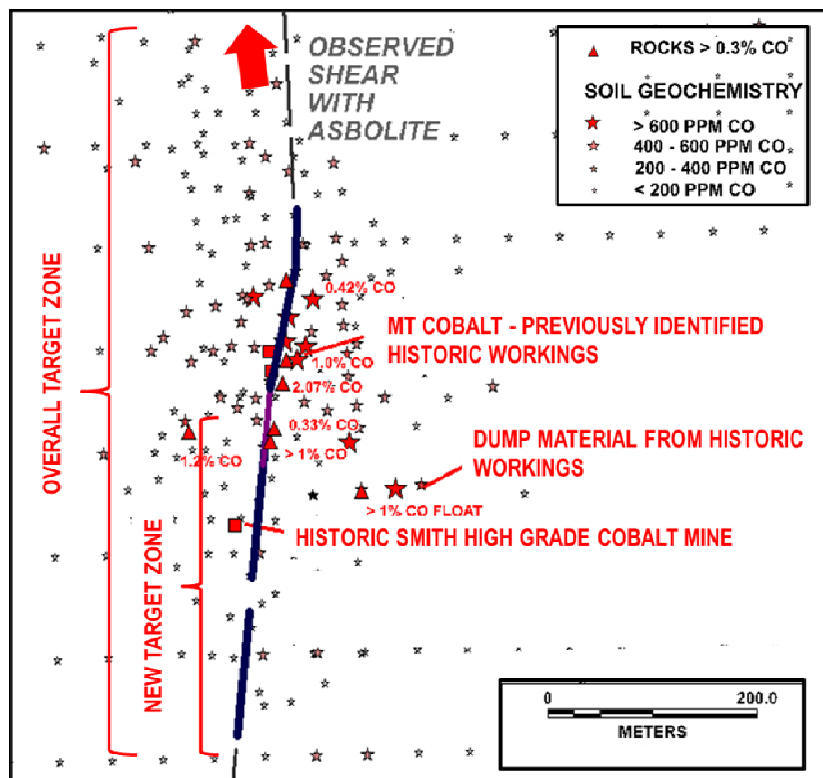 OBSERVED
SHEAR
WITH
ASBOLITE
ROCKS > 0.3% CO
SOIL GEOCHEMISTRY
> 600 PPM CO
400 - 600 PPM CO
200 - 400 PPM CO
< 200 PPM CO
OVERALL TARGET ZONE
NEW TARGET ZONE
0.42% CO
MT COBALT - PREVIOUSLY IDENTIFIED
HISTORIC WORKINGS
1.0% CO
2.07% CO
0.33% CO
> 1% CO
1.2% CO
DUMP MATERIAL FROM HISTORIC
WORKINGS
> 1% CO FLOAT
HISTORIC SMITH HIGH GRADE COBALT MINE
0 200.0
METERS